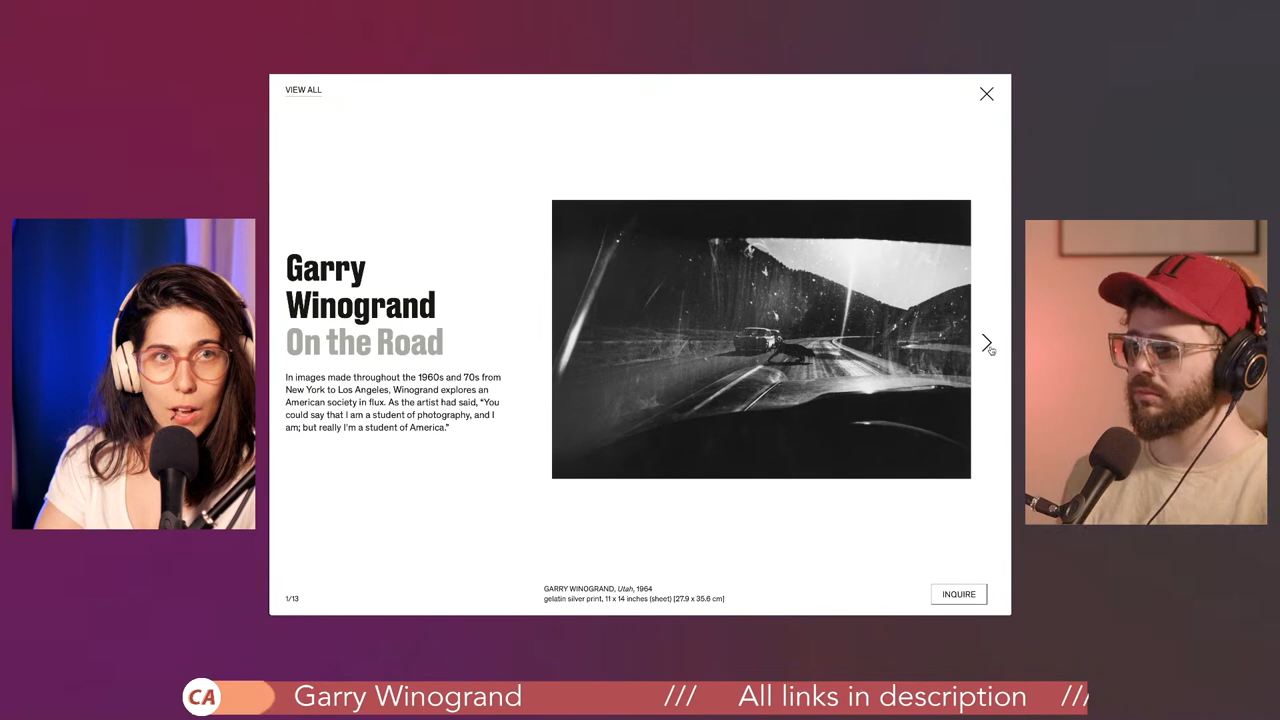 VIEW ALL
Garry
Winogrand
On the Road
In images made throughout the 1960s and 70s from
New York to Los Angeles, Winogrand explores an
American society in flux. As the artist had said, “You
could say that I am a student of photography, and I
am; but really I’m a student of America.”
1/13
GARRY WINOGRAND, Utah, 1964
gelatin silver print, 11 x 14 inches (sheet) [27.9 x 35.6 cm]
INQUIRE
CA
Garry Winogrand /// All links in description ///